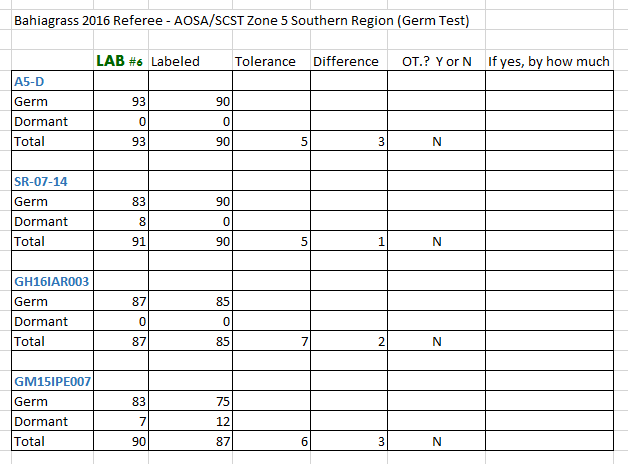 Bahiagrass 2016 Referee - AOSA/SCST Zone 5 Southern Region (Germ Test)
LAB #6 Labeled Tolerance Difference OT.? Y or N If yes, by how much
A5-D
Germ 93 90
Dormant 0 0
Total 93 90 5 3 N
SR-07-14
Germ 83 90
Dormant 8 0
Total 91 90 5 1 N
GH16IAR003
Germ 87 85
Dormant 0 0
Total 87 85 7 2 N
GM15IPE007
Germ 83 75
Dormant 7 12
Total 90 87 6 3 N